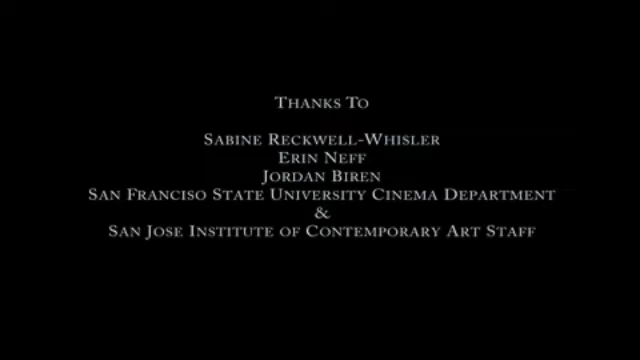 Thanks To
Sabine Reckwell-Whisler
Erin Neff
Jordan Biren
San Franciso State University Cinema Department
&
San Jose Institute of Contemporary Art Staff